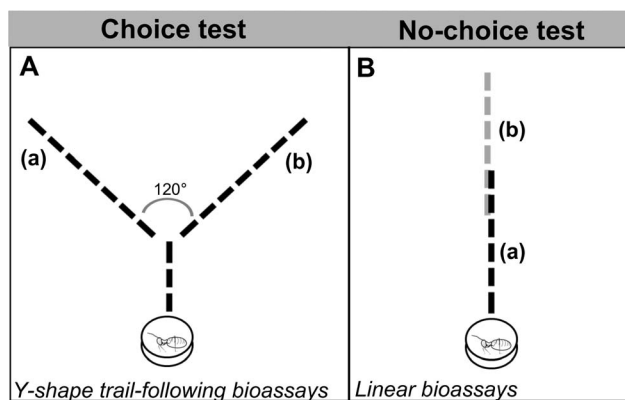 Choice test
No-choice test
A
(a)
(b)
120°
Y-shape trail-following bioassays
B
(b)
(a)
Linear bioassays